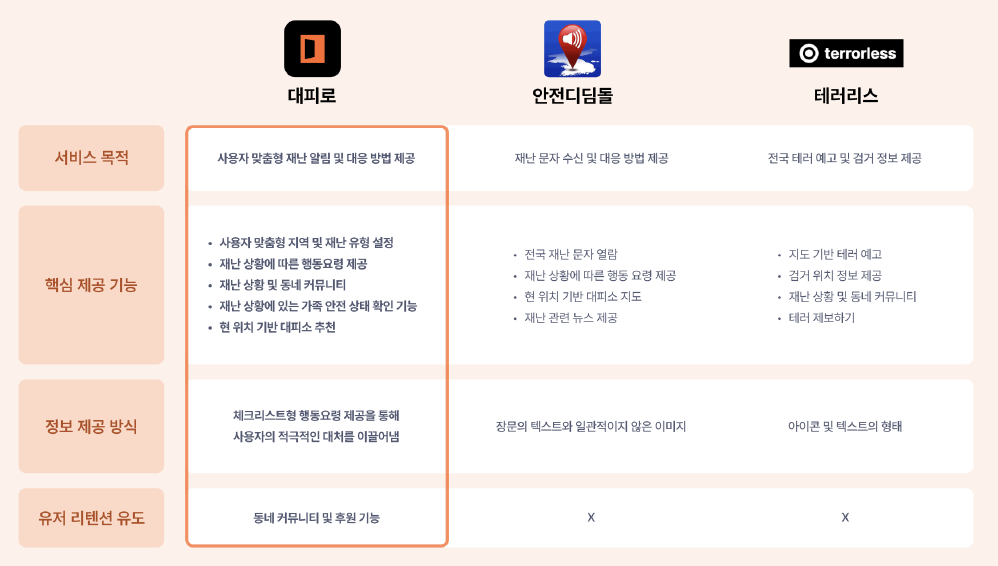 terrorless
대피로
안전디딤돌
테러리스
서비스 목적
사용자 맞춤형 재난 알림 및 대응 방법 제공
재난 문자 수신 및 대응 방법 제공
전국 테러 예고 및 검거 정보 제공
핵심 제공 기능
• 사용자 맞춤형 지역 및 재난 유형 설정
• 재난 상황에 따른 행동요령 제공
• 재난 상황 및 동네 커뮤니티
• 재난 상황에 있는 가족 안전 상태 확인 기능
• 현 위치 기반 대피소 추천
• 전국 재난 문자 열람
• 재난 상황에 따른 행동 요령 제공
• 현 위치 기반 대피소 지도
• 재난 관련 뉴스 제공
• 지도 기반 테러 예고
• 검거 위치 정보 제공
• 재난 상황 및 동네 커뮤니티
• 테러 제보하기
정보 제공 방식
체크리스트형 행동요령 제공을 통해
사용자의 적극적인 대처를 이끌어냄
장문의 텍스트와 일관적이지 않은 이미지
아이콘 및 텍스트의 형태
유저 리텐션 유도
동네 커뮤니티 및 후원 기능
X
X